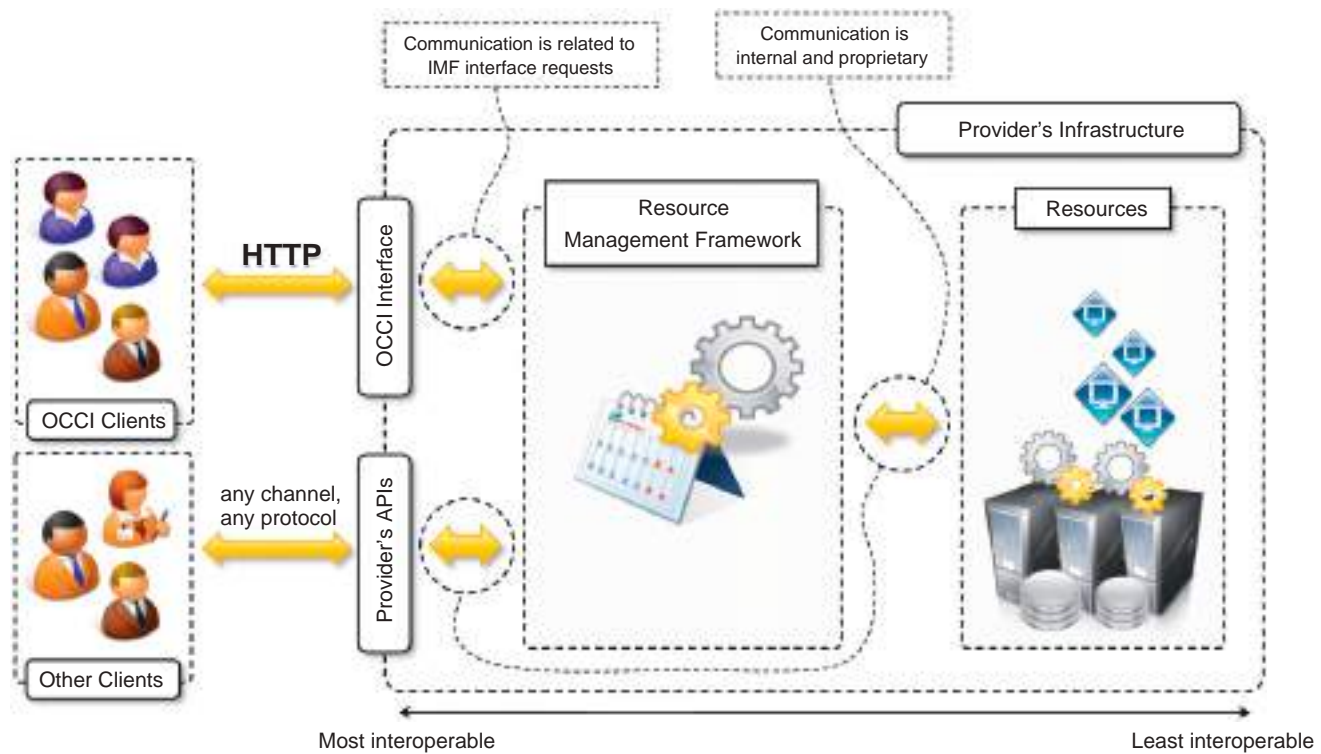 Communication is related to
IMF interface requests
Communication is
internal and proprietary
Provider's Infrastructure
Resource
Management Framework
Resources
HTTP
OCCI Interface
OCCI Clients
any channel,
any protocol
Provider's APIs
Other Clients
Most interoperable
Least interoperable